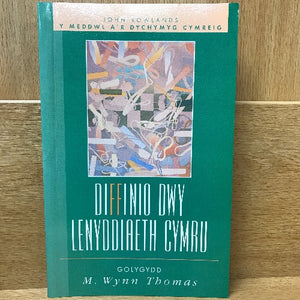 JOHN ROWLANDS
Y MEDDWL A'R DYCHYMYG CYMREIG
DIFFINIO DWY
LENYDDIAETH CYMRU
GOLYGYDD
M. Wynn Thomas